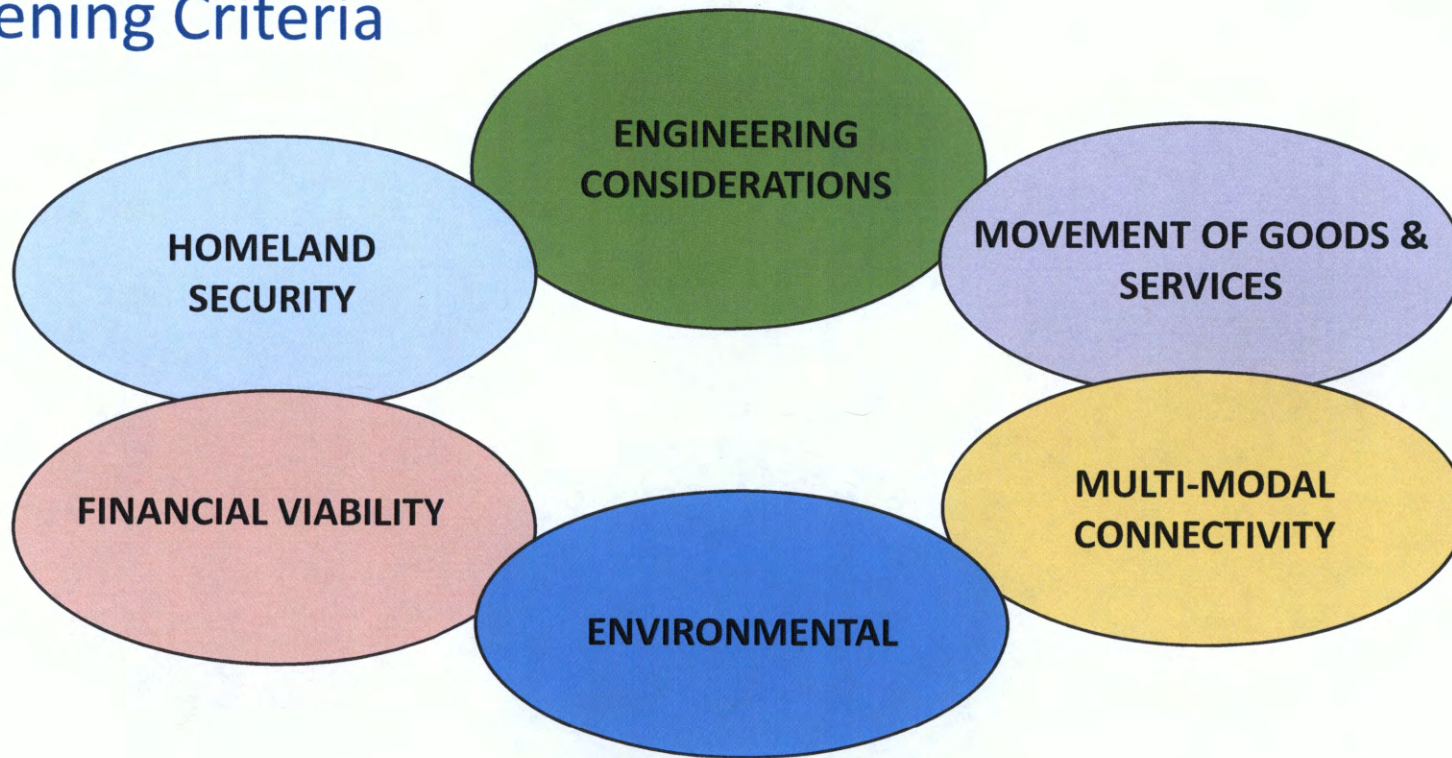 ening Criteria
ENGINEERING
CONSIDERATIONS
HOMELAND
SECURITY
MOVEMENT OF GOODS &
SERVICES
FINANCIAL VIABILITY
MULTI-MODAL
CONNECTIVITY
ENVIRONMENTAL